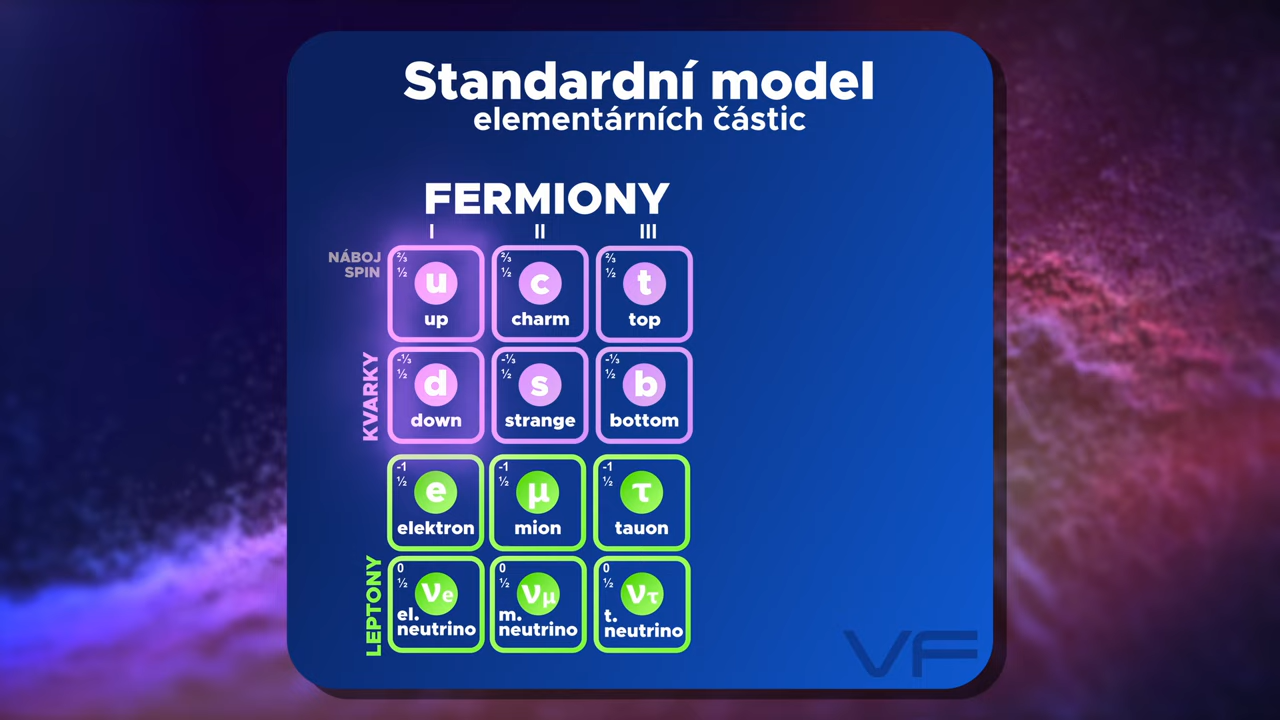 Standardní model
elementárních částic
FERMIONY
I II III
NÁBOJ
SPIN
⅔ ⅔ ⅔
½ ½ ½
u c t
up charm top
KVARKY
-⅓ -⅓ -⅓
½ ½ ½
d s b
down strange bottom
-1 -1 -1
½ ½ ½
e μ τ
elektron mion tauon
LEPTONY
0 0 0
½ ½ ½
νe νμ ντ
el. m. t.
neutrino neutrino neutrino
VF